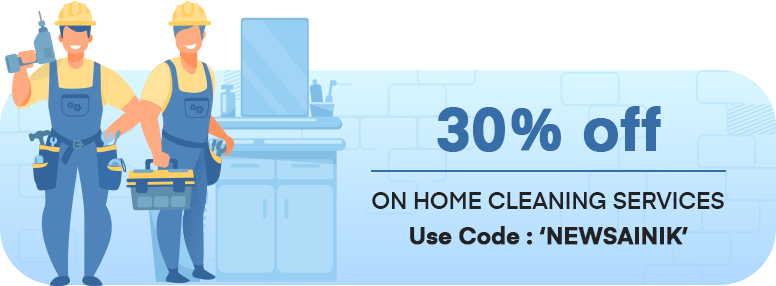 30% off
ON HOME CLEANING SERVICES
Use Code : ‘NEWSAINIK’